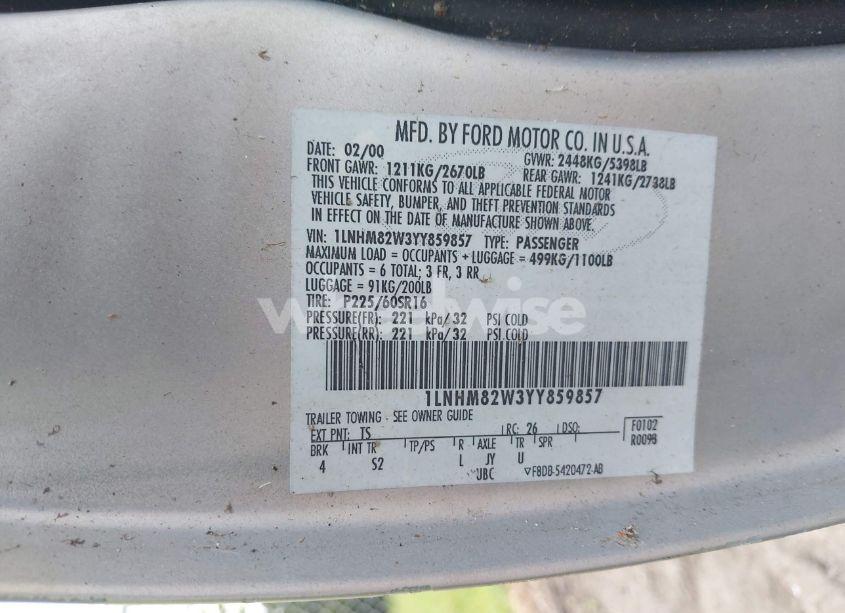 MFD. BY FORD MOTOR CO. IN U.S.A.
DATE: 02/00 GVWR: 2448KG/5398LB
FRONT GAWR: 1211KG/2670LB REAR GAWR: 1241KG/2738LB
THIS VEHICLE CONFORMS TO ALL APPLICABLE FEDERAL MOTOR
VEHICLE SAFETY, BUMPER, AND THEFT PREVENTION STANDARDS
IN EFFECT ON THE DATE OF MANUFACTURE SHOWN ABOVE.
VIN: 1LNHM82W3YY859857 TYPE: PASSENGER
MAXIMUM LOAD = OCCUPANTS + LUGGAGE = 499KG/1100LB
OCCUPANTS = 6 TOTAL; 3 FR, 3 RR
LUGGAGE = 91KG/200LB
TIRE: P225/60SR16
wheelwise
PRESSURE(FR): 221 kPa/32 PSI COLD
PRESSURE(RR): 221 kPa/32 PSI COLD
1LNHM82W3YY859857
TRAILER TOWING - SEE OWNER GUIDE
EXT PNT: TS RC: 26 DSO: F0102
BRK INT TR TP/PS R AXLE TR SPR R0098
4 S2 L JY U
UBC F8DB-5420472-AB